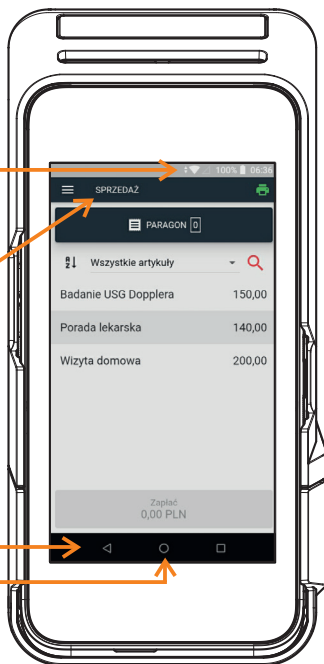 100% 06:36
SPRZEDAŻ
PARAGON 0
Wszystkie artykuły
Badanie USG Dopplera 150,00
Porada lekarska 140,00
Wizyta domowa 200,00
Zapłać
0,00 PLN